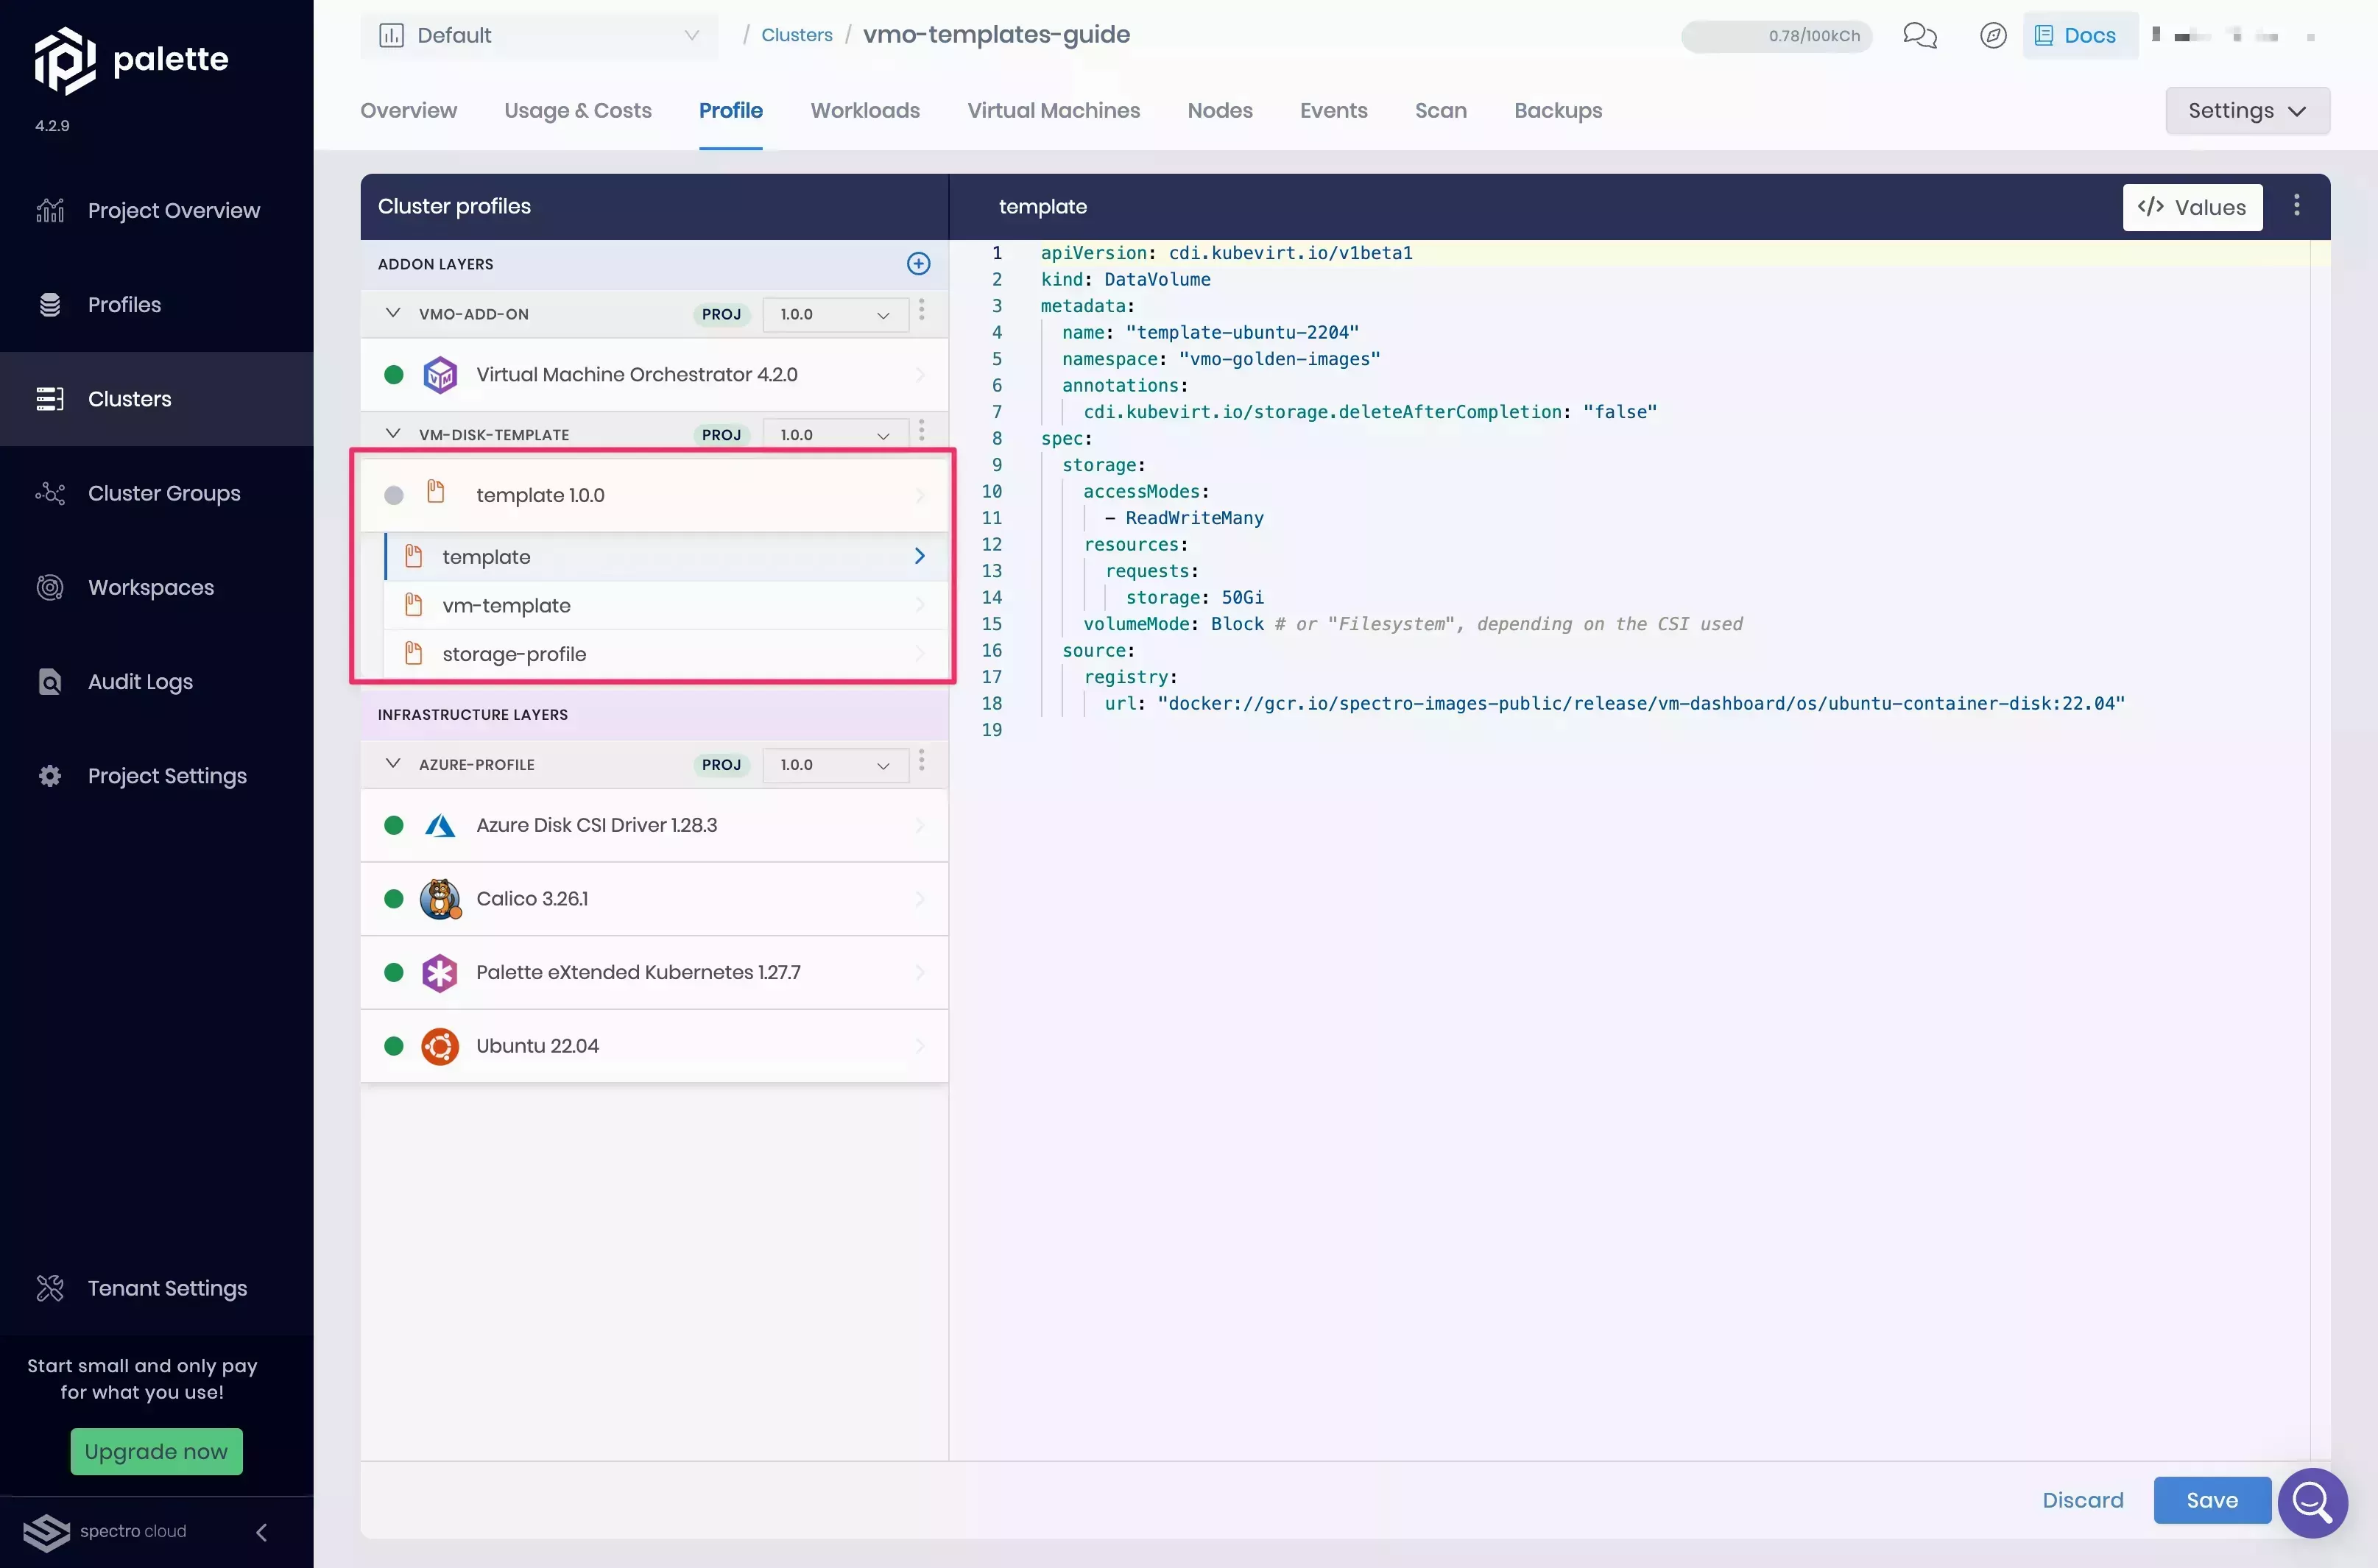 palette
4.2.9
Project Overview
Profiles
Clusters
Cluster Groups
Workspaces
Audit Logs
Project Settings
Tenant Settings
Start small and only pay
for what you use!
Upgrade now
spectro cloud
Default
/ Clusters / vmo-templates-guide
0.78/100kCh
Docs
Overview Usage & Costs Profile Workloads Virtual Machines Nodes Events Scan Backups
Settings
Cluster profiles
ADDON LAYERS
VMO-ADD-ON PROJ 1.0.0
Virtual Machine Orchestrator 4.2.0
VM-DISK-TEMPLATE PROJ 1.0.0
template 1.0.0
template
vm-template
storage-profile
INFRASTRUCTURE LAYERS
AZURE-PROFILE PROJ 1.0.0
Azure Disk CSI Driver 1.28.3
Calico 3.26.1
Palette eXtended Kubernetes 1.27.7
Ubuntu 22.04
template
</> Values
1 apiVersion: cdi.kubevirt.io/v1beta1
2 kind: DataVolume
3 metadata:
4 name: "template-ubuntu-2204"
5 namespace: "vmo-golden-images"
6 annotations:
7 cdi.kubevirt.io/storage.deleteAfterCompletion: "false"
8 spec:
9 storage:
10 accessModes:
11 - ReadWriteMany
12 resources:
13 requests:
14 storage: 50Gi
15 volumeMode: Block # or "Filesystem", depending on the CSI used
16 source:
17 registry:
18 url: "docker://gcr.io/spectro-images-public/release/vm-dashboard/os/ubuntu-container-disk:22.04"
19
Discard
Save